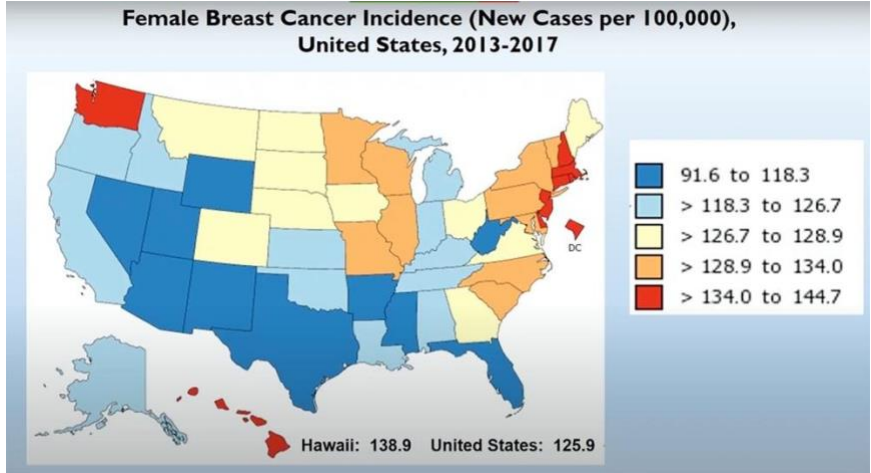 Female Breast Cancer Incidence (New Cases per 100,000),
United States, 2013-2017
91.6 to 118.3
> 118.3 to 126.7
> 126.7 to 128.9
> 128.9 to 134.0
> 134.0 to 144.7
DC
Hawaii: 138.9 United States: 125.9